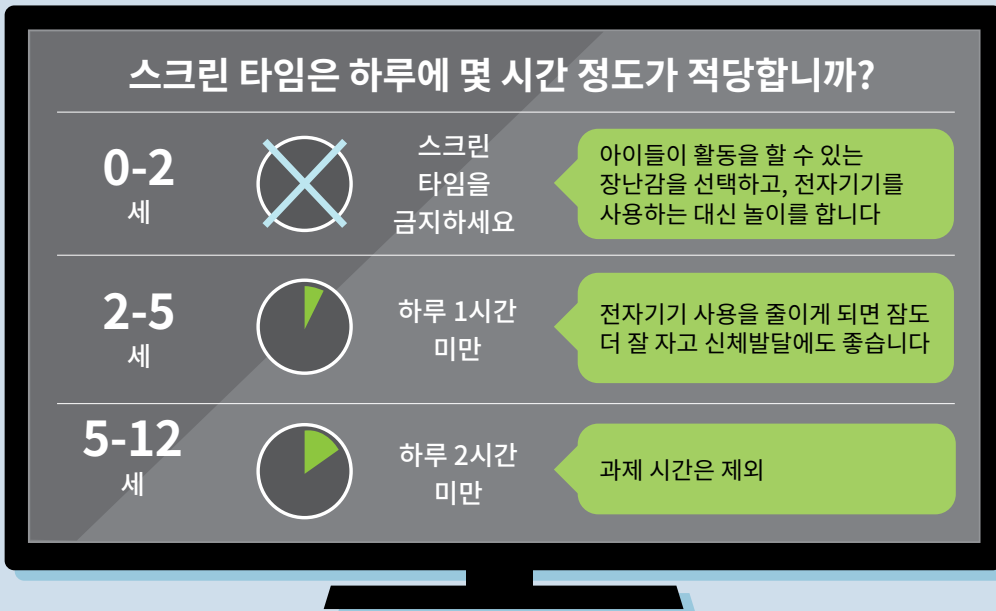 스크린 타임은 하루에 몇 시간 정도가 적당합니까?
0-2
세
스크린
타임을
금지하세요
아이들이 활동을 할 수 있는
장난감을 선택하고, 전자기기를
사용하는 대신 놀이를 합니다
2-5
세
하루 1시간
미만
전자기기 사용을 줄이게 되면 잠도
더 잘 자고 신체발달에도 좋습니다
5-12
세
하루 2시간
미만
과제 시간은 제외